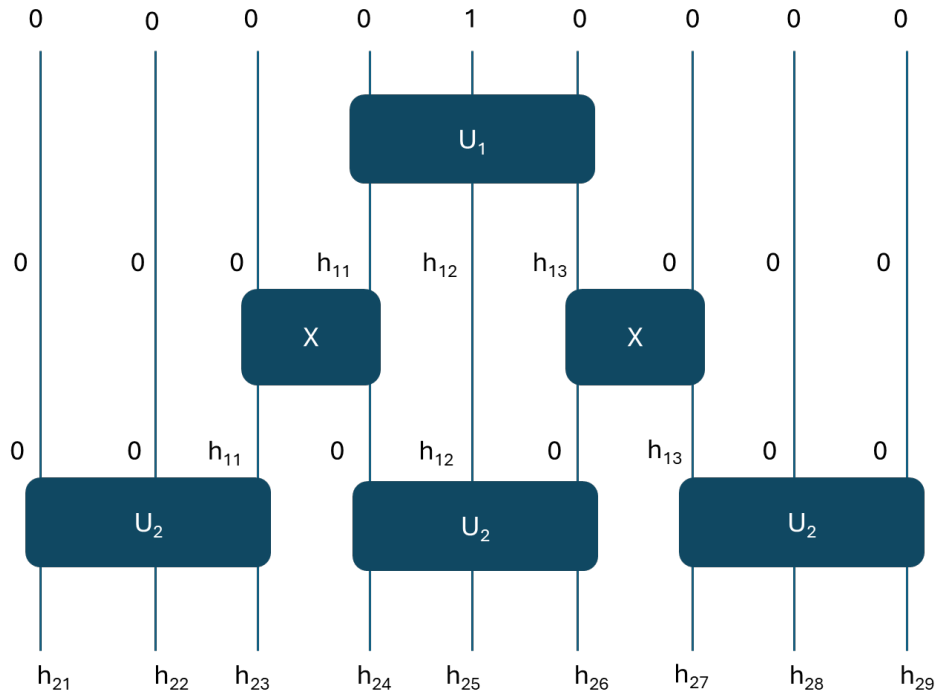 0 0 0 0 1 0 0 0 0
U₁
0 0 0 h₁₁ h₁₂ h₁₃ 0 0 0
X X
0 0 h₁₁ 0 h₁₂ 0 h₁₃ 0 0
U₂ U₂ U₂
h₂₁ h₂₂ h₂₃ h₂₄ h₂₅ h₂₆ h₂₇ h₂₈ h₂₉